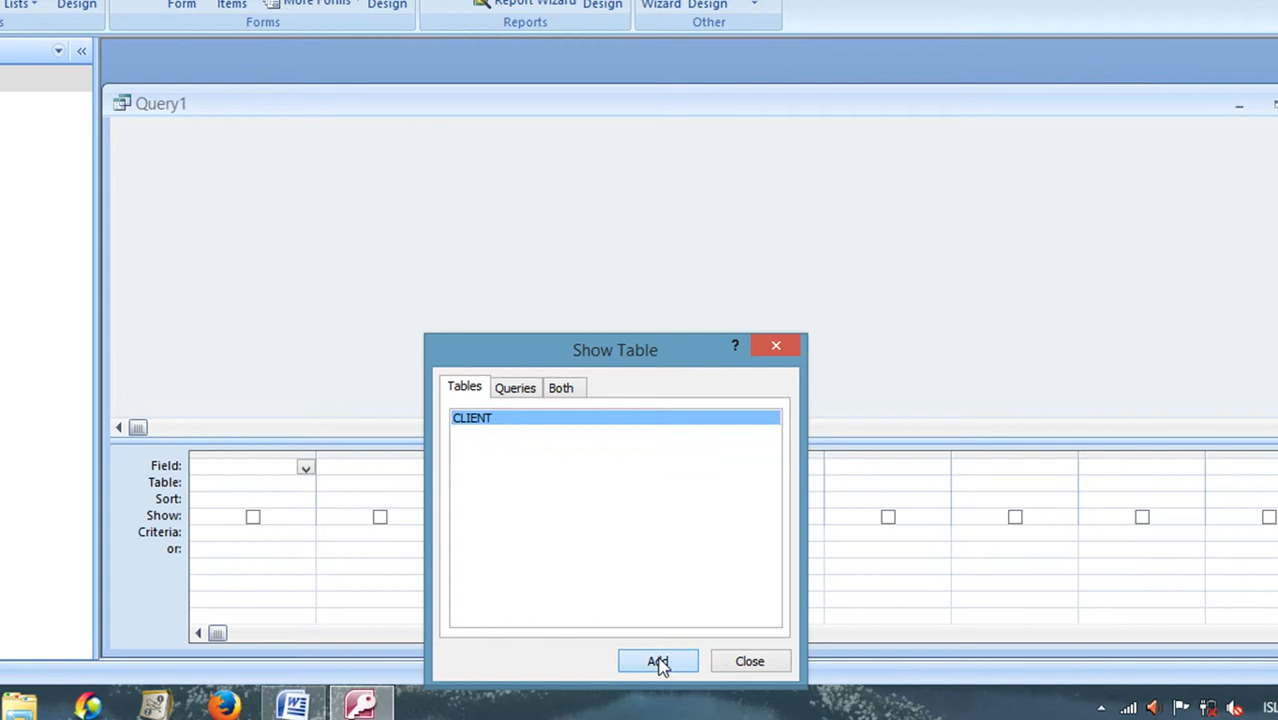 Lists
Design
Form
Items
More Forms
Design
Report Wizard
Design
Wizard
Design
Forms
Reports
Other
Query1
Show Table
?
Tables
Queries
Both
CLIENT
Field:
Table:
Sort:
Show:
Criteria:
or:
Add
Close